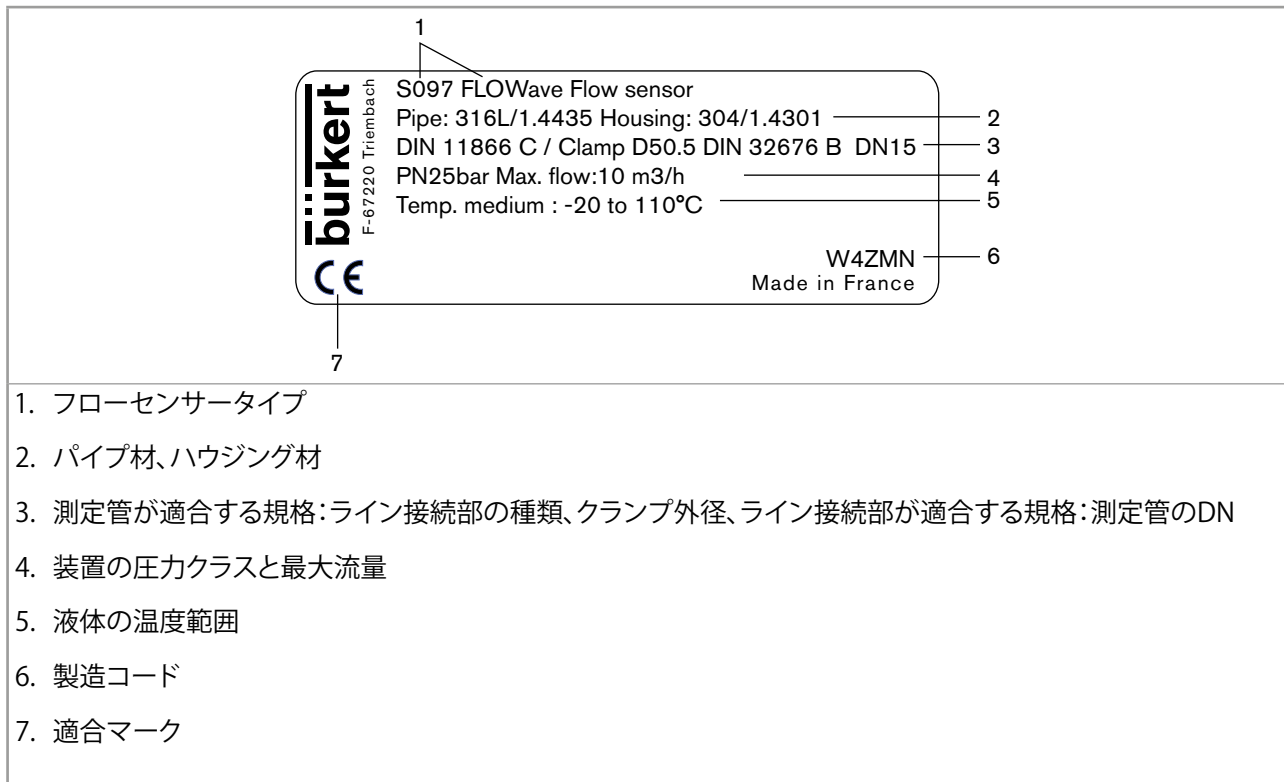 1
bürkert
F-67220 Triembach
S097 FLOWave Flow sensor
Pipe: 316L/1.4435 Housing: 304/1.4301
2
DIN 11866 C / Clamp D50.5 DIN 32676 B DN15
3
PN25bar Max. flow:10 m3/h
4
Temp. medium : -20 to 110°C
5
W4ZMN
6
CE
Made in France
7
1. フローセンサータイプ
2. パイプ材、ハウジング材
3. 測定管が適合する規格:ライン接続部の種類、クランプ外径、ライン接続部が適合する規格:測定管のDN
4. 装置の圧力クラスと最大流量
5. 液体の温度範囲
6. 製造コード
7. 適合マーク